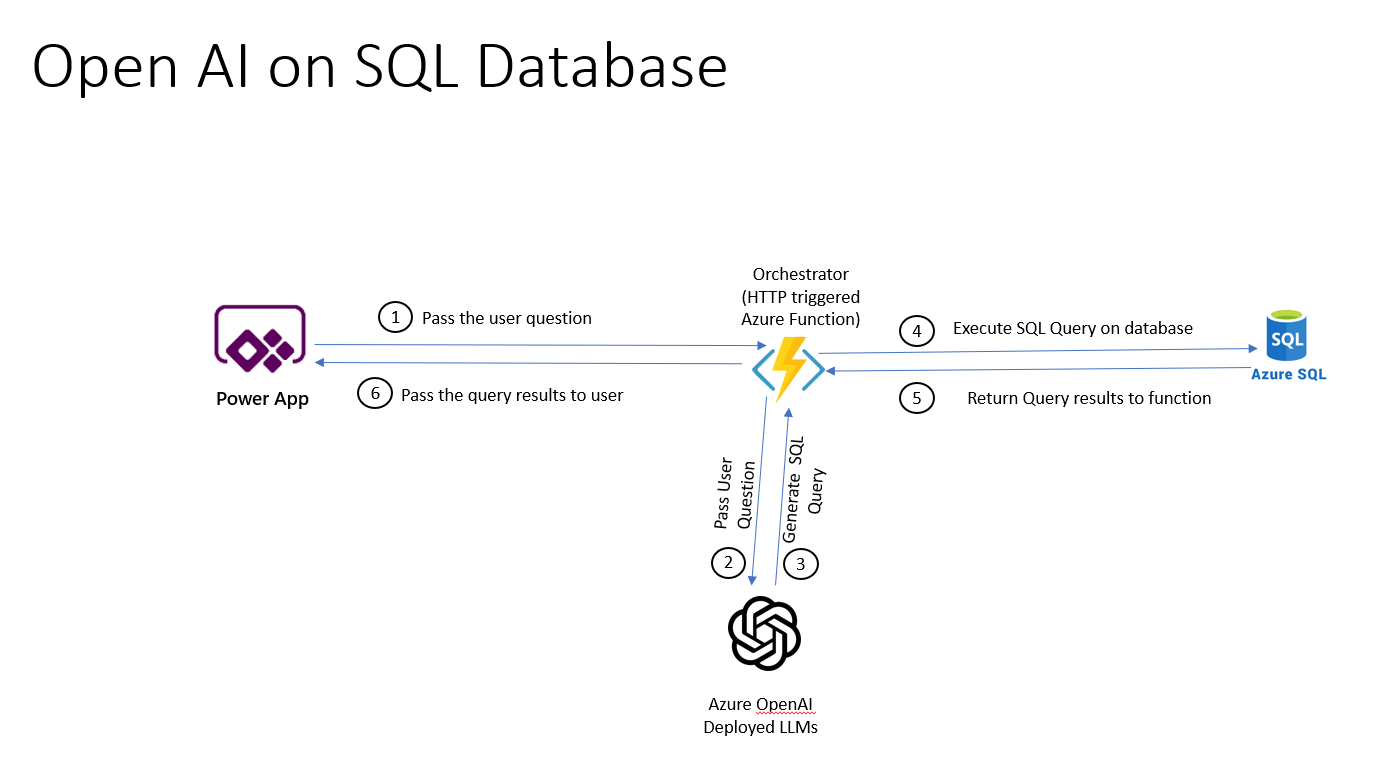 Open AI on SQL Database
Orchestrator
(HTTP triggered
Azure Function)
1
Pass the user question
4
Execute SQL Query on database
SQL
Azure SQL
Power App
6
Pass the query results to user
5
Return Query results to function
Pass User
Question
Generate SQL
Query
2
3
Azure OpenAI
Deployed LLMs